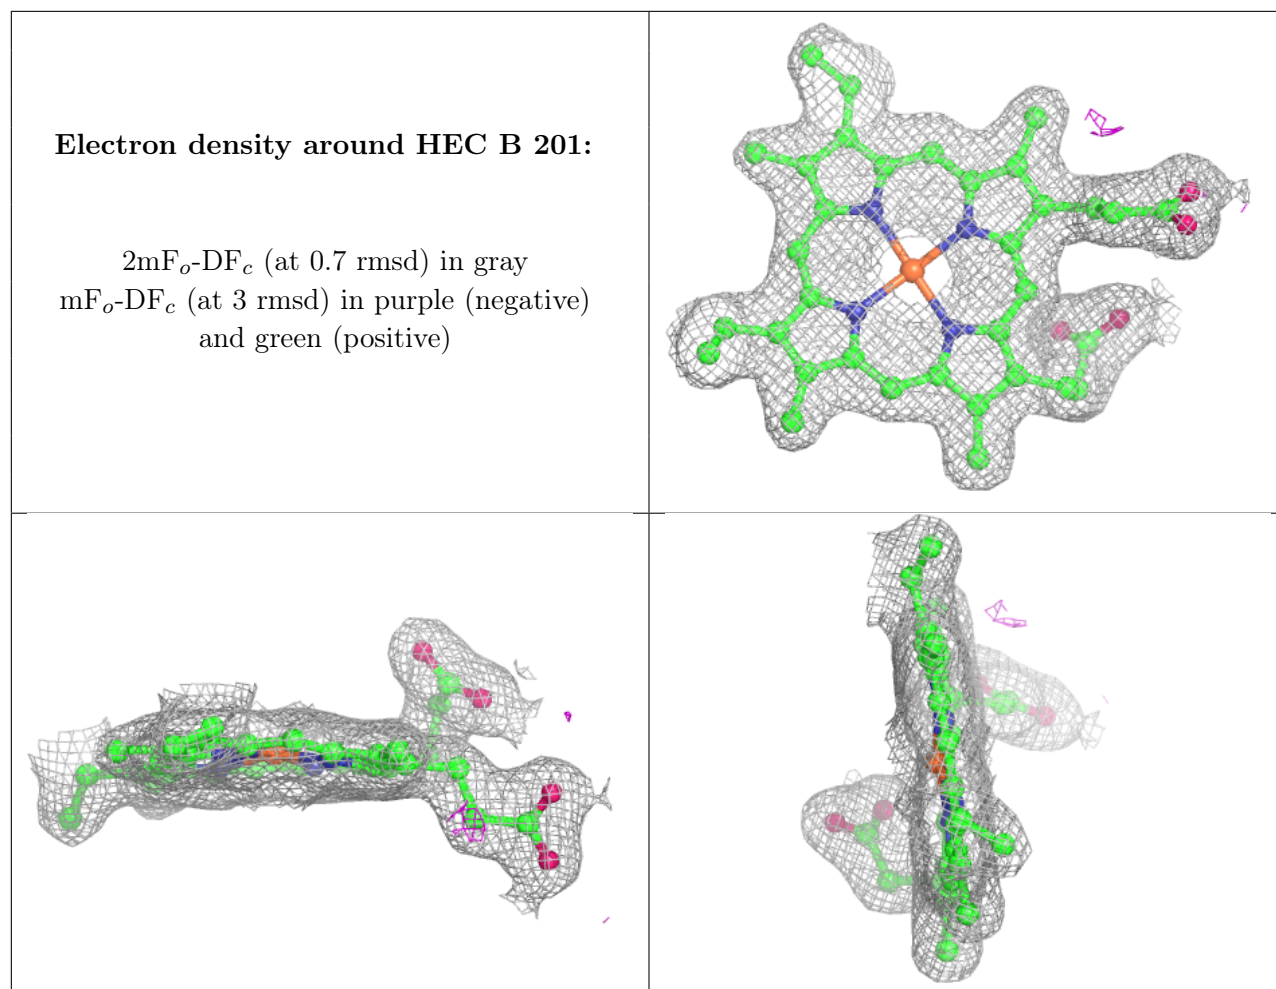 Electron density around HEC B 201:
2mFₒ-DF𝒸 (at 0.7 rmsd) in gray
mFₒ-DF𝒸 (at 3 rmsd) in purple (negative)
and green (positive)